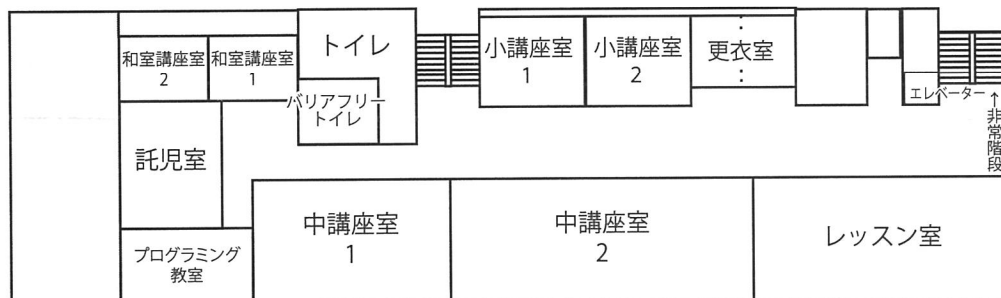 和室講座室
2
和室講座室
1
トイレ
バリアフリー
トイレ
小講座室
1
小講座室
2
更衣室
エレベーター
↑非常階段
託児室
プログラミング
教室
中講座室
1
中講座室
2
レッスン室